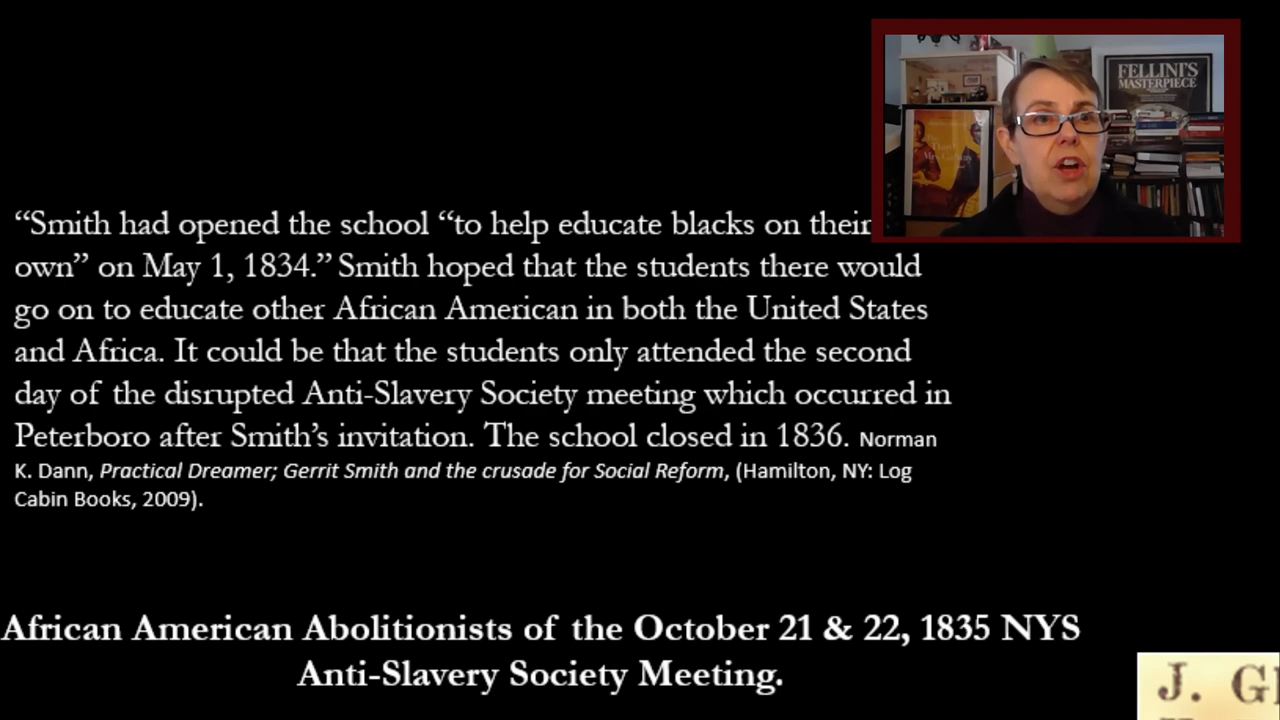 FELLINI'S
MASTERPIECE
“Smith had opened the school “to help educate blacks on their
own” on May 1, 1834.” Smith hoped that the students there would
go on to educate other African American in both the United States
and Africa. It could be that the students only attended the second
day of the disrupted Anti-Slavery Society meeting which occurred in
Peterboro after Smith’s invitation. The school closed in 1836. Norman
K. Dann, Practical Dreamer; Gerrit Smith and the crusade for Social Reform, (Hamilton, NY: Log
Cabin Books, 2009).
African American Abolitionists of the October 21 & 22, 1835 NYS
Anti-Slavery Society Meeting.
J.